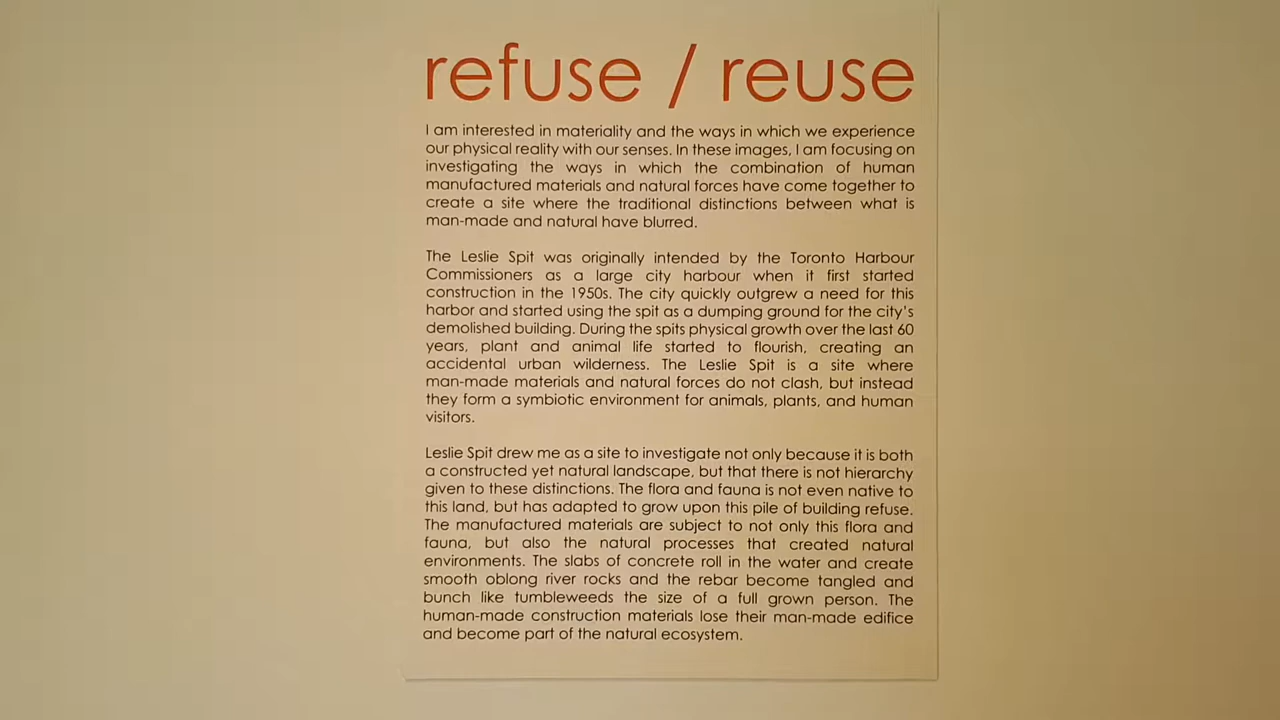 refuse / reuse
I am interested in materiality and the ways in which we experience
our physical reality with our senses. In these images, I am focusing on
investigating the ways in which the combination of human
manufactured materials and natural forces have come together to
create a site where the traditional distinctions between what is
man-made and natural have blurred.
The Leslie Spit was originally intended by the Toronto Harbour
Commissioners as a large city harbour when it first started
construction in the 1950s. The city quickly outgrew a need for this
harbor and started using the spit as a dumping ground for the city's
demolished building. During the spits physical growth over the last 60
years, plant and animal life started to flourish, creating an
accidental urban wilderness. The Leslie Spit is a site where
man-made materials and natural forces do not clash, but instead
they form a symbiotic environment for animals, plants, and human
visitors.
Leslie Spit drew me as a site to investigate not only because it is both
a constructed yet natural landscape, but that there is not hierarchy
given to these distinctions. The flora and fauna is not even native to
this land, but has adapted to grow upon this pile of building refuse.
The manufactured materials are subject to not only this flora and
fauna, but also the natural processes that created natural
environments. The slabs of concrete roll in the water and create
smooth oblong river rocks and the rebar become tangled and
bunch like tumbleweeds the size of a full grown person. The
human-made construction materials lose their man-made edifice
and become part of the natural ecosystem.